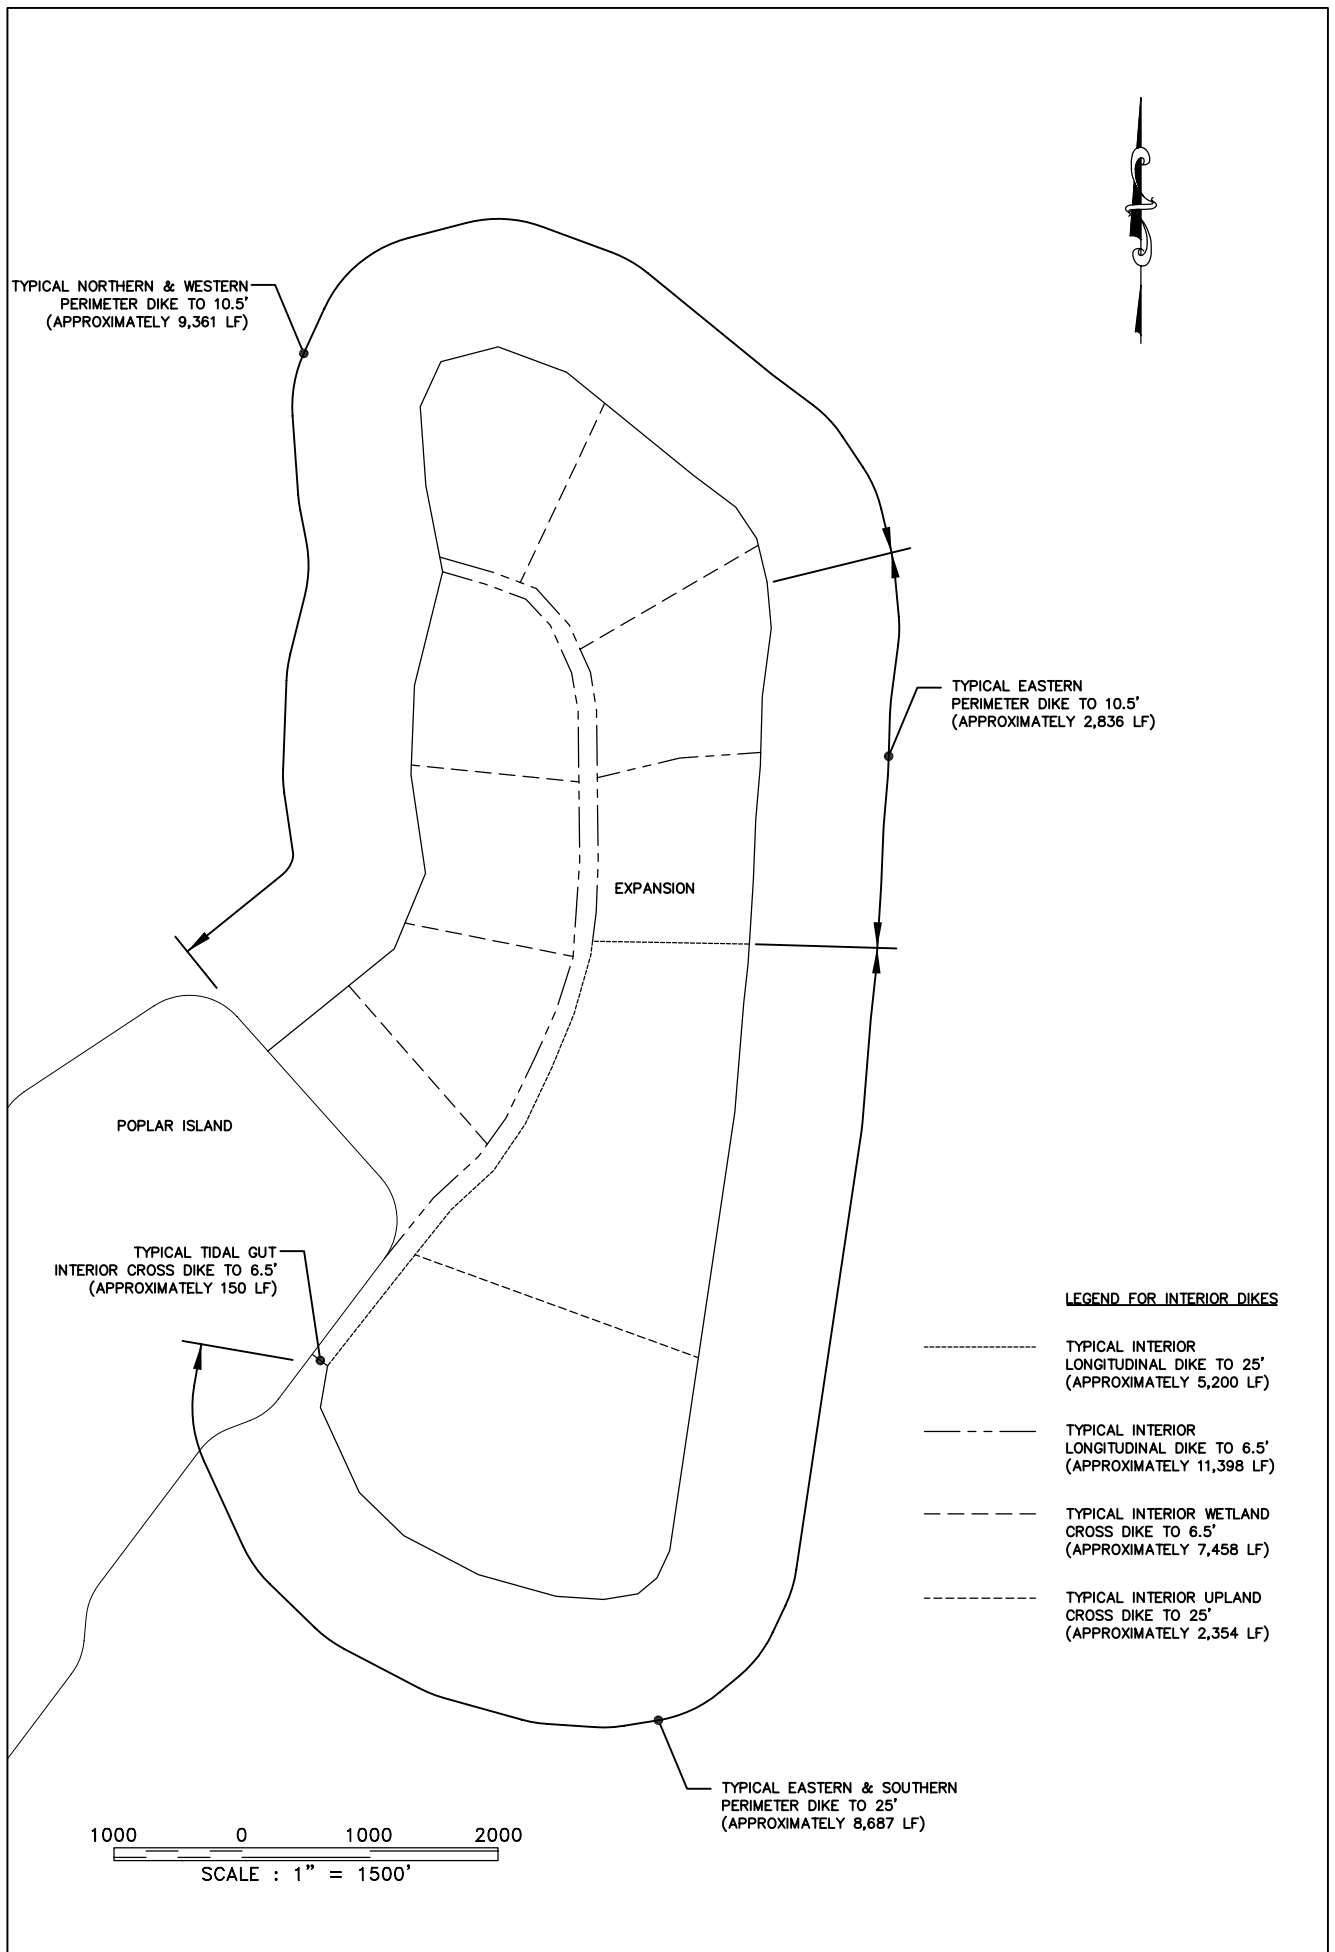 TYPICAL NORTHERN & WESTERN
PERIMETER DIKE TO 10.5'
(APPROXIMATELY 9,361 LF)
TYPICAL EASTERN
PERIMETER DIKE TO 10.5'
(APPROXIMATELY 2,836 LF)
EXPANSION
POPLAR ISLAND
TYPICAL TIDAL GUT
INTERIOR CROSS DIKE TO 6.5'
(APPROXIMATELY 150 LF)
LEGEND FOR INTERIOR DIKES
TYPICAL INTERIOR
LONGITUDINAL DIKE TO 25'
(APPROXIMATELY 5,200 LF)
TYPICAL INTERIOR
LONGITUDINAL DIKE TO 6.5'
(APPROXIMATELY 11,398 LF)
TYPICAL INTERIOR WETLAND
CROSS DIKE TO 6.5'
(APPROXIMATELY 7,458 LF)
TYPICAL INTERIOR UPLAND
CROSS DIKE TO 25'
(APPROXIMATELY 2,354 LF)
TYPICAL EASTERN & SOUTHERN
PERIMETER DIKE TO 25'
(APPROXIMATELY 8,687 LF)
1000 0 1000 2000
SCALE : 1" = 1500'